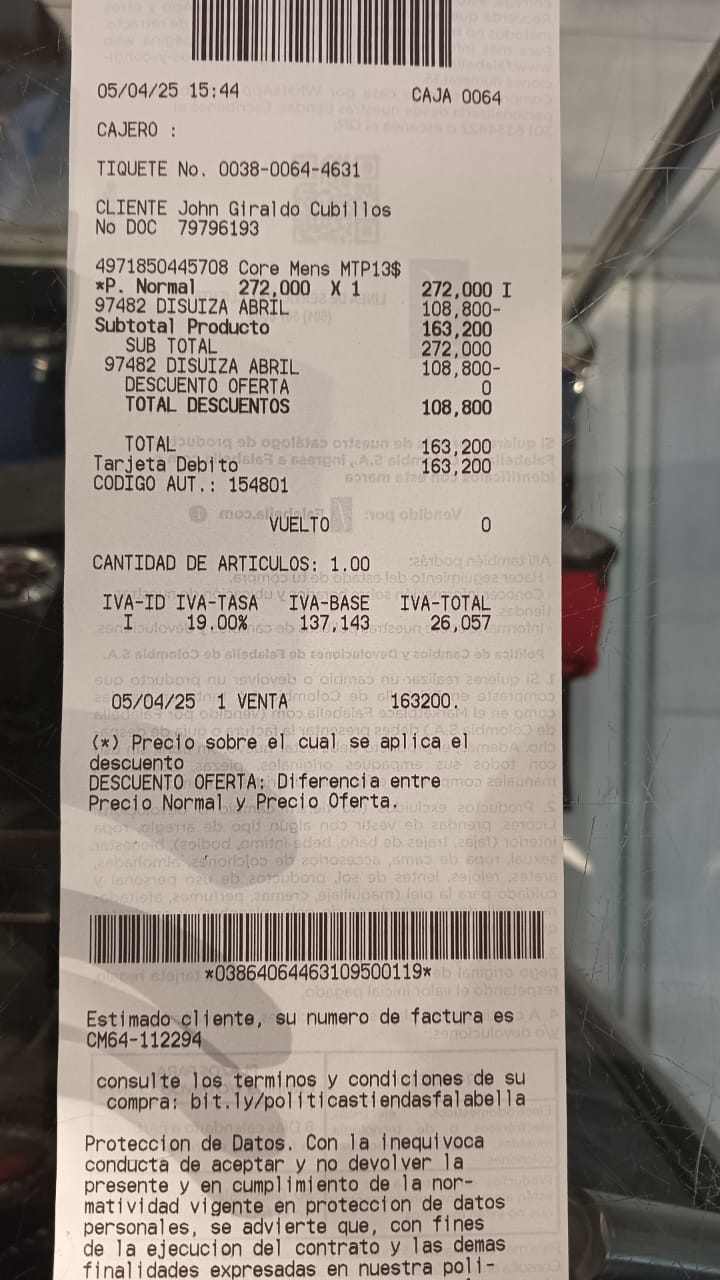 05/04/25 15:44 CAJA 0064
CAJERO :
TIQUETE No. 0038-0064-4631
CLIENTE John Giraldo Cubillos
No DOC 79796193
4971850445708 Core Mens MTP13$
*P. Normal 272,000 X 1 272,000 I
97482 DISUIZA ABRIL 108,800-
Subtotal Producto 163,200
SUB TOTAL 272,000
97482 DISUIZA ABRIL 108,800-
DESCUENTO OFERTA 0
TOTAL DESCUENTOS 108,800
TOTAL 163,200
Tarjeta Debito 163,200
CODIGO AUT.: 154801
VUELTO 0
CANTIDAD DE ARTICULOS: 1.00
IVA-ID IVA-TASA IVA-BASE IVA-TOTAL
I 19.00% 137,143 26,057
05/04/25 1 VENTA 163200.
(*) Precio sobre el cual se aplica el
descuento
DESCUENTO OFERTA: Diferencia entre
Precio Normal y Precio Oferta.
*03864064463109500119*
Estimado cliente, su numero de factura es
CM64-112294
consulte los terminos y condiciones de su
compra: bit.ly/politicastiendasfalabella
Proteccion de Datos. Con la inequivoca
conducta de aceptar y no devolver la
presente y en cumplimiento de la nor-
matividad vigente en proteccion de datos
personales, se advierte que, con fines
de la ejecucion del contrato y las demas
finalidades expresadas en nuestra poli-